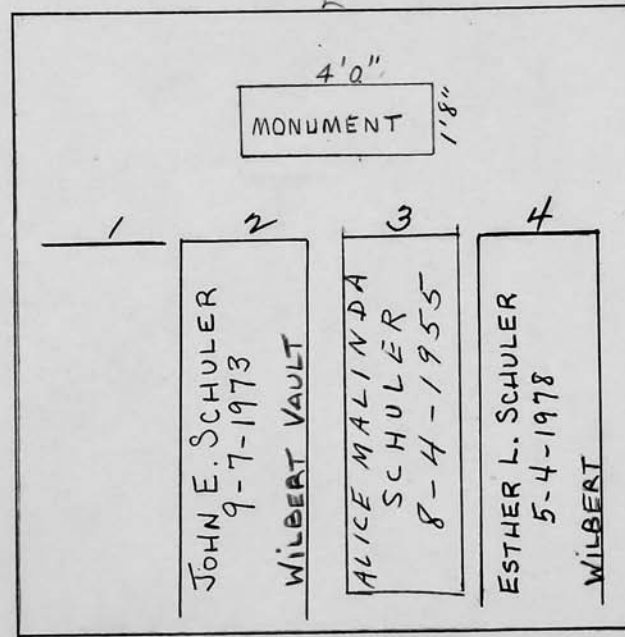 4'0"
MONUMENT
1'8"
1
2
3
4
JOHN E. SCHULER
9-7-1973
WILBERT VAULT
ALICE MALINDA
SCHULER
8-4-1955
ESTHER L. SCHULER
5-4-1978
WILBERT